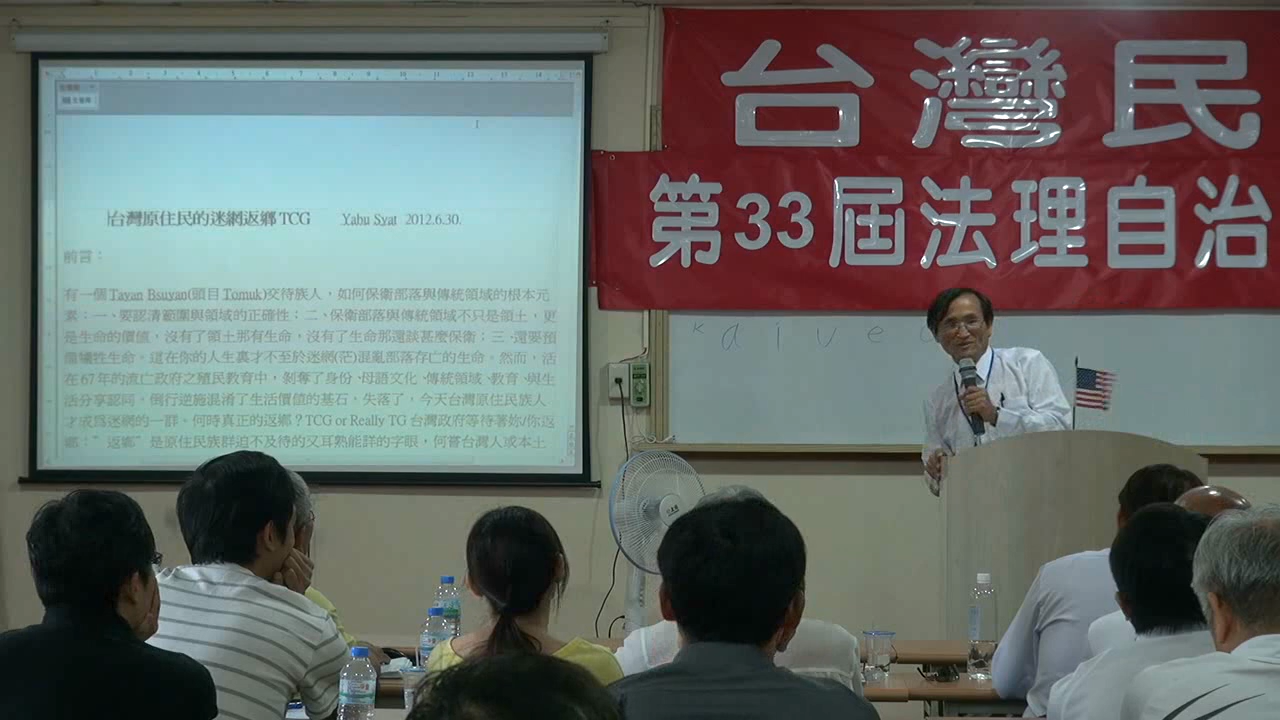 台灣民
第33屆法理自治
台灣原住民的迷網返鄉 TCG Yabu Syat 2012.6.30.
前言：
有一個Tayan Bsuyan(頭目Tomuk)交待族人，如何保衛部落與傳統領域的根本元
素：一、要認清範圍與領域的正確性；二、保衛部落與傳統領域不只是領土，更
是生命的價值，沒有了領土那有生命，沒有了生命那還談甚麼保衛；三、還要預
備犧牲生命。這在你的人生裏才不至於迷網(茫)混亂部落存亡的生命。然而，活
在67年的流亡政府之殖民教育中，剝奪了身份、母語文化、傳統領域、教育、與生
活分享認同。倒行逆施混淆了生活價值的基石。失落了，今天台灣原住民族人
才成為迷網的一群。何時真正的返鄉？TCG or Really TG 台灣政府等待著妳/你返
鄉："返鄉"是原住民族群迫不及待的又耳熟能詳的字眼，何嘗台灣人或本土
k a i v e